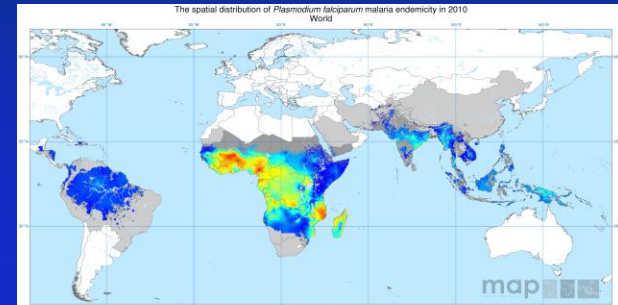 The spatial distribution of Plasmodium falciparum malaria endemicity in 2010
World
map